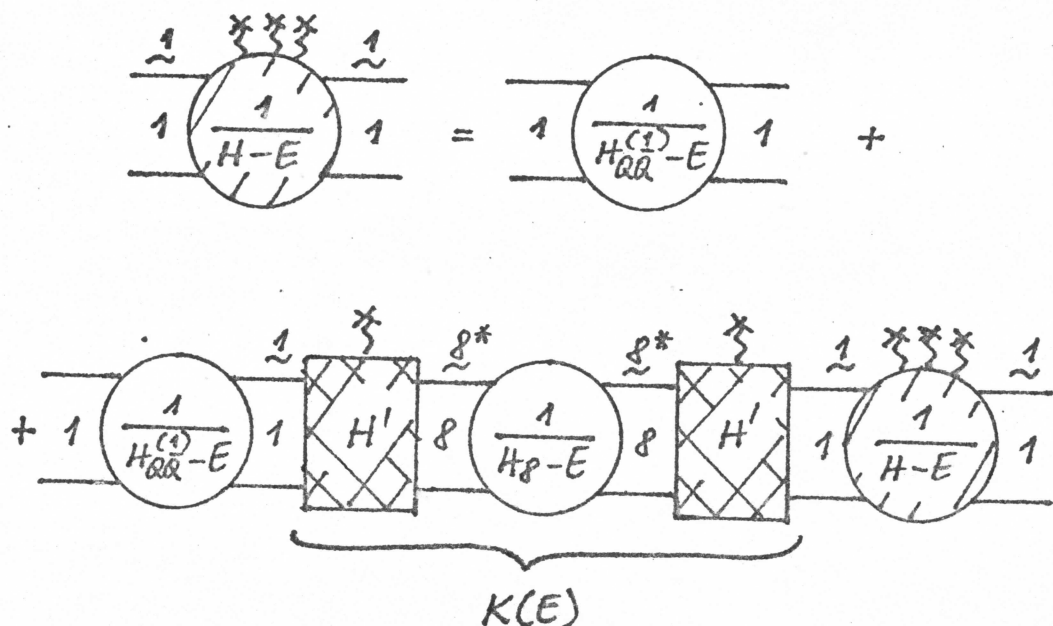 1̰ 1̰
1 1/(H-E) 1 = 1 1/(H_QQ^(1)-E) 1 +
1̰ 8̰* 8̰* 1̰ 1̰
+ 1 1/(H_QQ^(1)-E) 1 H' 8 1/(H_8-E) 8 H' 1 1/(H-E) 1
K(E)